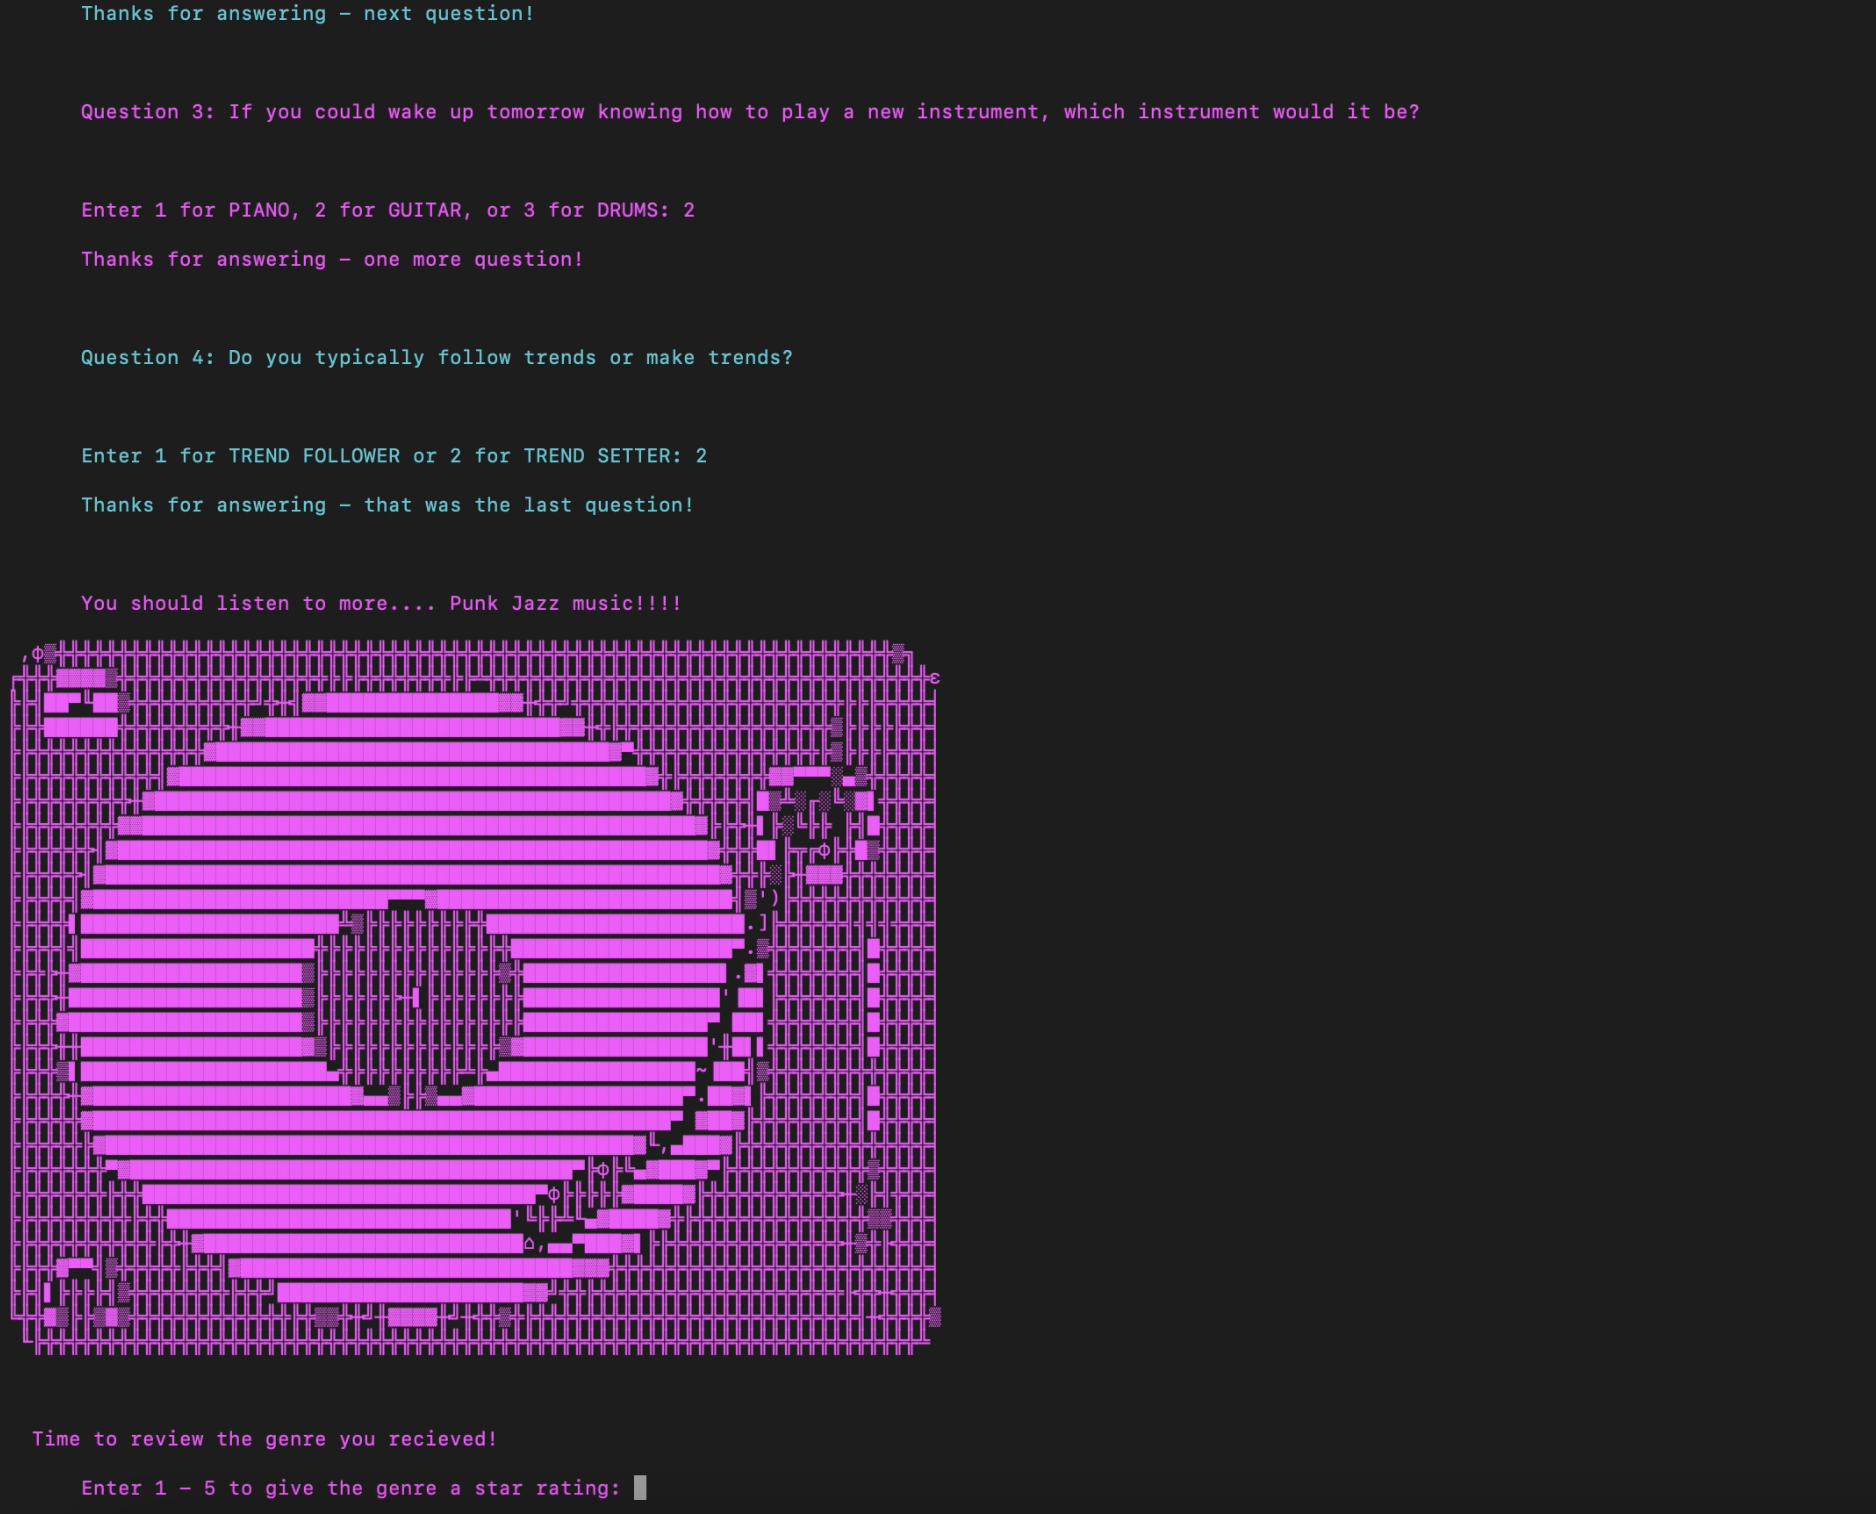 Thanks for answering – next question!
Question 3: If you could wake up tomorrow knowing how to play a new instrument, which instrument would it be?
Enter 1 for PIANO, 2 for GUITAR, or 3 for DRUMS: 2
Thanks for answering – one more question!
Question 4: Do you typically follow trends or make trends?
Enter 1 for TREND FOLLOWER or 2 for TREND SETTER: 2
Thanks for answering – that was the last question!
You should listen to more.... Punk Jazz music!!!!
Time to review the genre you recieved!
Enter 1 – 5 to give the genre a star rating: